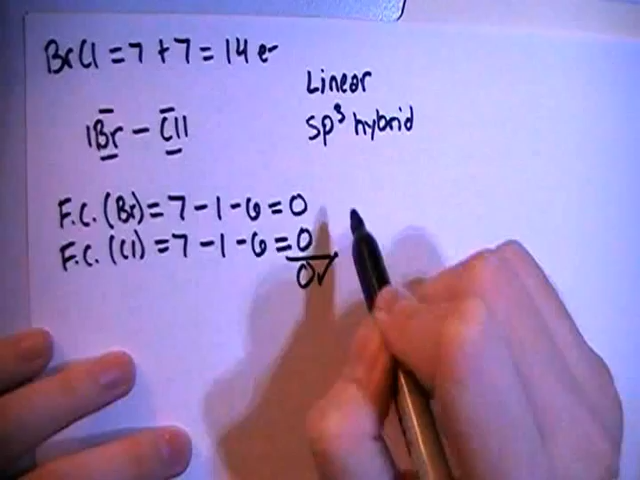 BrCl = 7 + 7 = 14 e-
Linear
sp³ hybrid
|Br - Cl|
F.C. (Br) = 7 - 1 - 6 = 0
F.C. (Cl) = 7 - 1 - 6 = 0
0✓